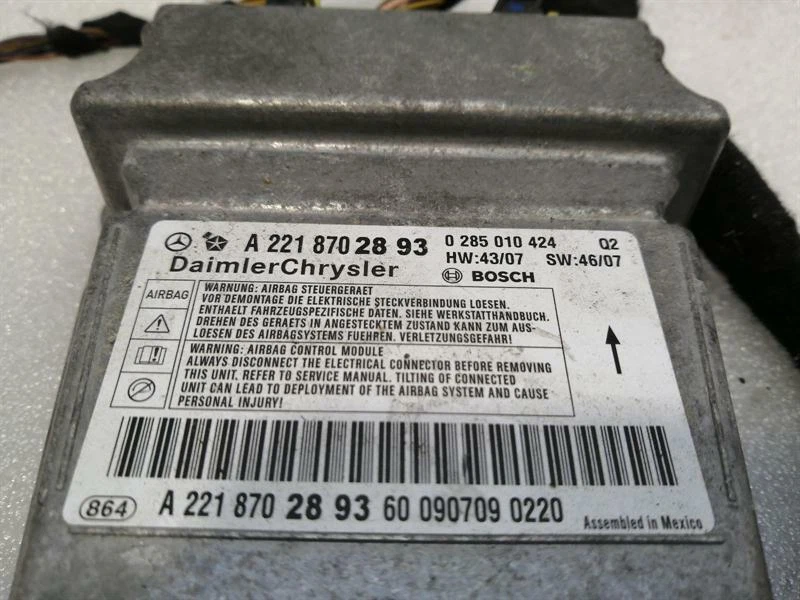 A 221 870 28 93 0 285 010 424 Q2
DaimlerChrysler HW:43/07 SW:46/07
BOSCH
AIRBAG
WARNUNG: AIRBAG STEUERGERAET
VOR DEMONTAGE DIE ELEKTRISCHE STECKVERBINDUNG LOESEN.
ENTHAELT FAHRZEUGSPEZIFISCHE DATEN. SIEHE WERKSTATTHANDBUCH.
DREHEN DES GERAETS IN ANGESTECKTEM ZUSTAND KANN ZUM AUS-
LOESEN DES AIRBAGSYSTEMS FUEHREN. VERLETZUNGSGEFAHR!
WARNING: AIRBAG CONTROL MODULE
ALWAYS DISCONNECT THE ELECTRICAL CONNECTOR BEFORE REMOVING
THIS UNIT. REFER TO SERVICE MANUAL. TILTING OF CONNECTED
UNIT CAN LEAD TO DEPLOYMENT OF THE AIRBAG SYSTEM AND CAUSE
PERSONAL INJURY!
864 A 221 870 28 93 60 090709 0220
Assembled in Mexico